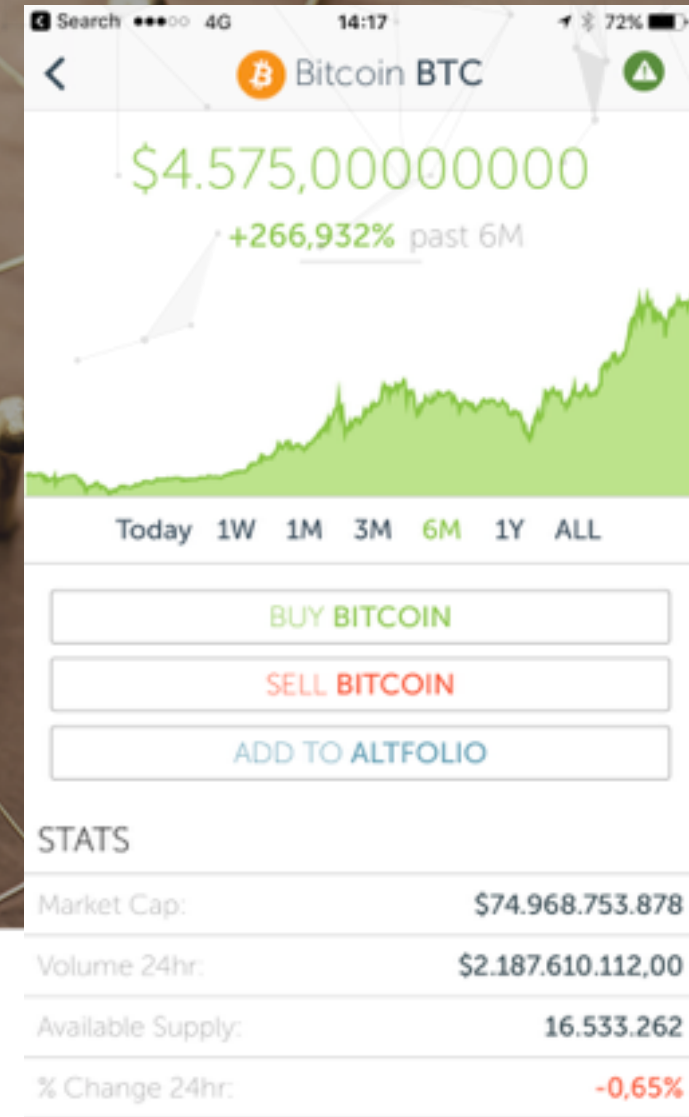 Search 4G 14:17 72%
Bitcoin BTC
$4.575,00000000000
+266,932% past 6M
Today 1W 1M 3M 6M 1Y ALL
BUY BITCOIN
SELL BITCOIN
ADD TO ALTFOLIO
STATS
Market Cap: $74.968.753.878
Volume 24hr: $2.187.610.112,00
Available Supply: 16.533.262
% Change 24hr: -0,65%